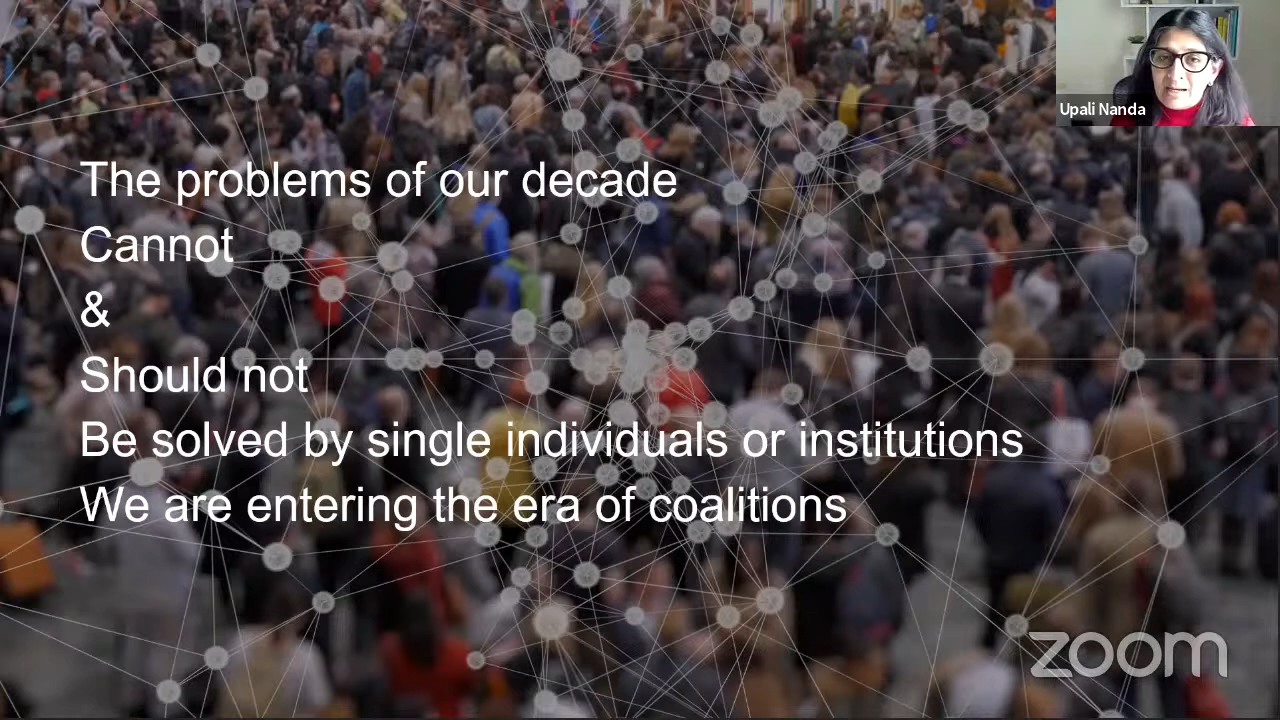 Upali Nanda
The problems of our decade
Cannot
&
Should not
Be solved by single individuals or institutions
We are entering the era of coalitions
zoom